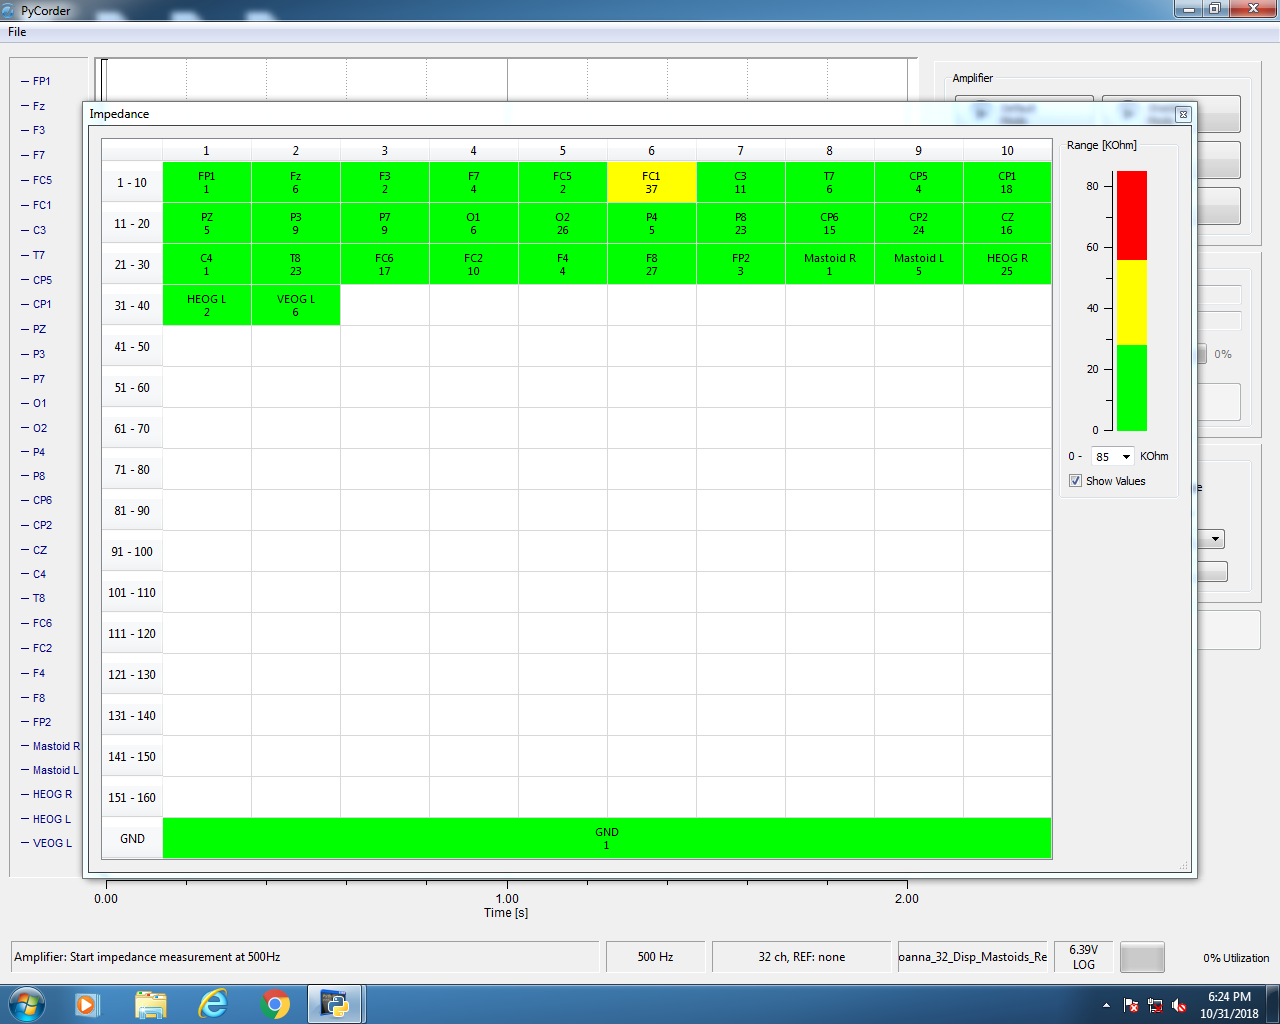 PyCorder
File
FP1
Fz
F3
F7
FC5
FC1
C3
T7
CP5
CP1
PZ
P3
P7
O1
O2
P4
P8
CP6
CP2
CZ
C4
T8
FC6
FC2
F4
F8
FP2
Mastoid R
Mastoid L
HEOG R
HEOG L
VEOG L
Amplifier
0%
Impedance
1 2 3 4 5 6 7 8 9 10
1 - 10
FP1 Fz F3 F7 FC5 FC1 C3 T7 CP5 CP1
1 6 2 4 2 37 11 6 4 18
11 - 20
PZ P3 P7 O1 O2 P4 P8 CP6 CP2 CZ
5 9 9 6 26 5 23 15 24 16
21 - 30
C4 T8 FC6 FC2 F4 F8 FP2 Mastoid R Mastoid L HEOG R
1 23 17 10 4 27 3 1 5 25
31 - 40
HEOG L VEOG L
2 6
41 - 50
51 - 60
61 - 70
71 - 80
81 - 90
91 - 100
101 - 110
111 - 120
121 - 130
131 - 140
141 - 150
151 - 160
GND
GND
1
Range [KOhm]
80
60
40
20
0
0 - 85 KOhm
Show Values
0.00 1.00 2.00
Time [s]
Amplifier: Start impedance measurement at 500Hz
500 Hz
32 ch, REF: none
oanna_32_Disp_Mastoids_Re
6.39V
LOG
0% Utilization
6:24 PM
10/31/2018